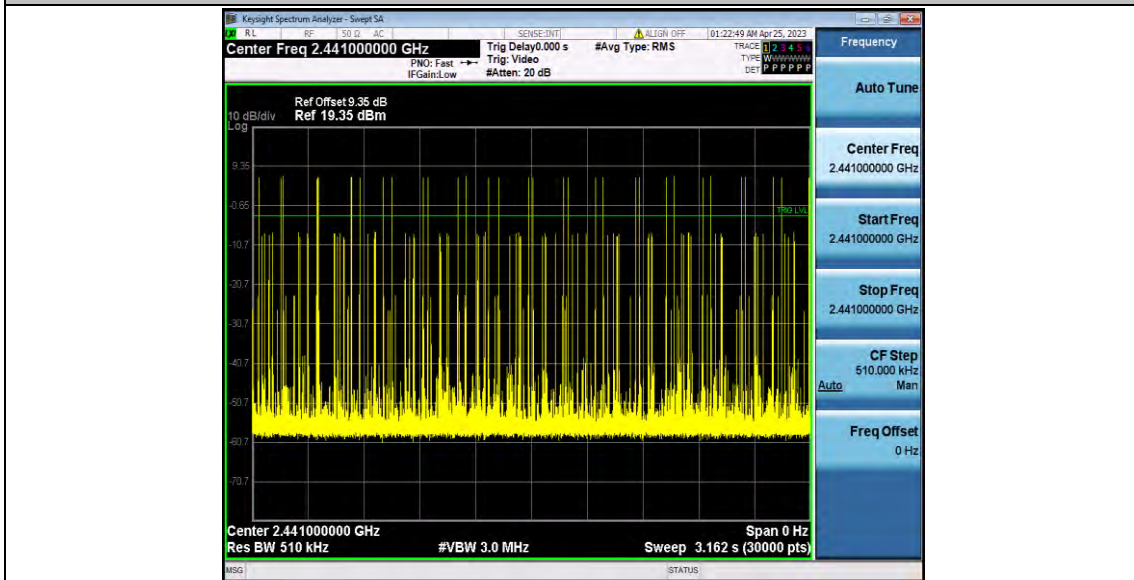 Keysight Spectrum Analyzer - Swept SA
RL RF 50 Ω AC SENSE:INT ALIGN OFF 01:22:49 AM Apr 25, 2023
Center Freq 2.441000000 GHz Trig Delay0.000 s #Avg Type: RMS TRACE 1 2 3 4 5 6
PNO: Fast Trig: Video TYPE WWWWWW
IFGain:Low #Atten: 20 dB DET P P P P P P
Frequency
Auto Tune
Ref Offset 9.35 dB
10 dB/div Ref 19.35 dBm
Log
Center Freq
2.441000000 GHz
9.35
-0.65
TRIG LVL
Start Freq
2.441000000 GHz
-10.7
-20.7
Stop Freq
2.441000000 GHz
-30.7
-40.7
CF Step
510.000 kHz
Auto Man
-50.7
Freq Offset
0 Hz
-60.7
-70.7
Center 2.441000000 GHz Span 0 Hz
Res BW 510 kHz #VBW 3.0 MHz Sweep 3.162 s (30000 pts)
MSG STATUS